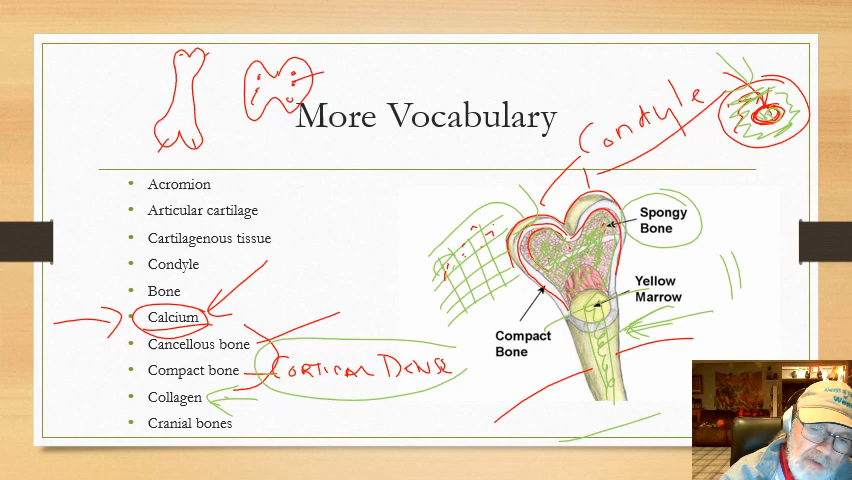 More Vocabulary
Condyle
• Acromion
• Articular cartilage
• Cartilagenous tissue
• Condyle
• Bone
• Calcium
• Cancellous bone
• Compact bone
• Collagen
• Cranial bones
CORTICAL DENSE
Spongy
Bone
Yellow
Marrow
Compact
Bone